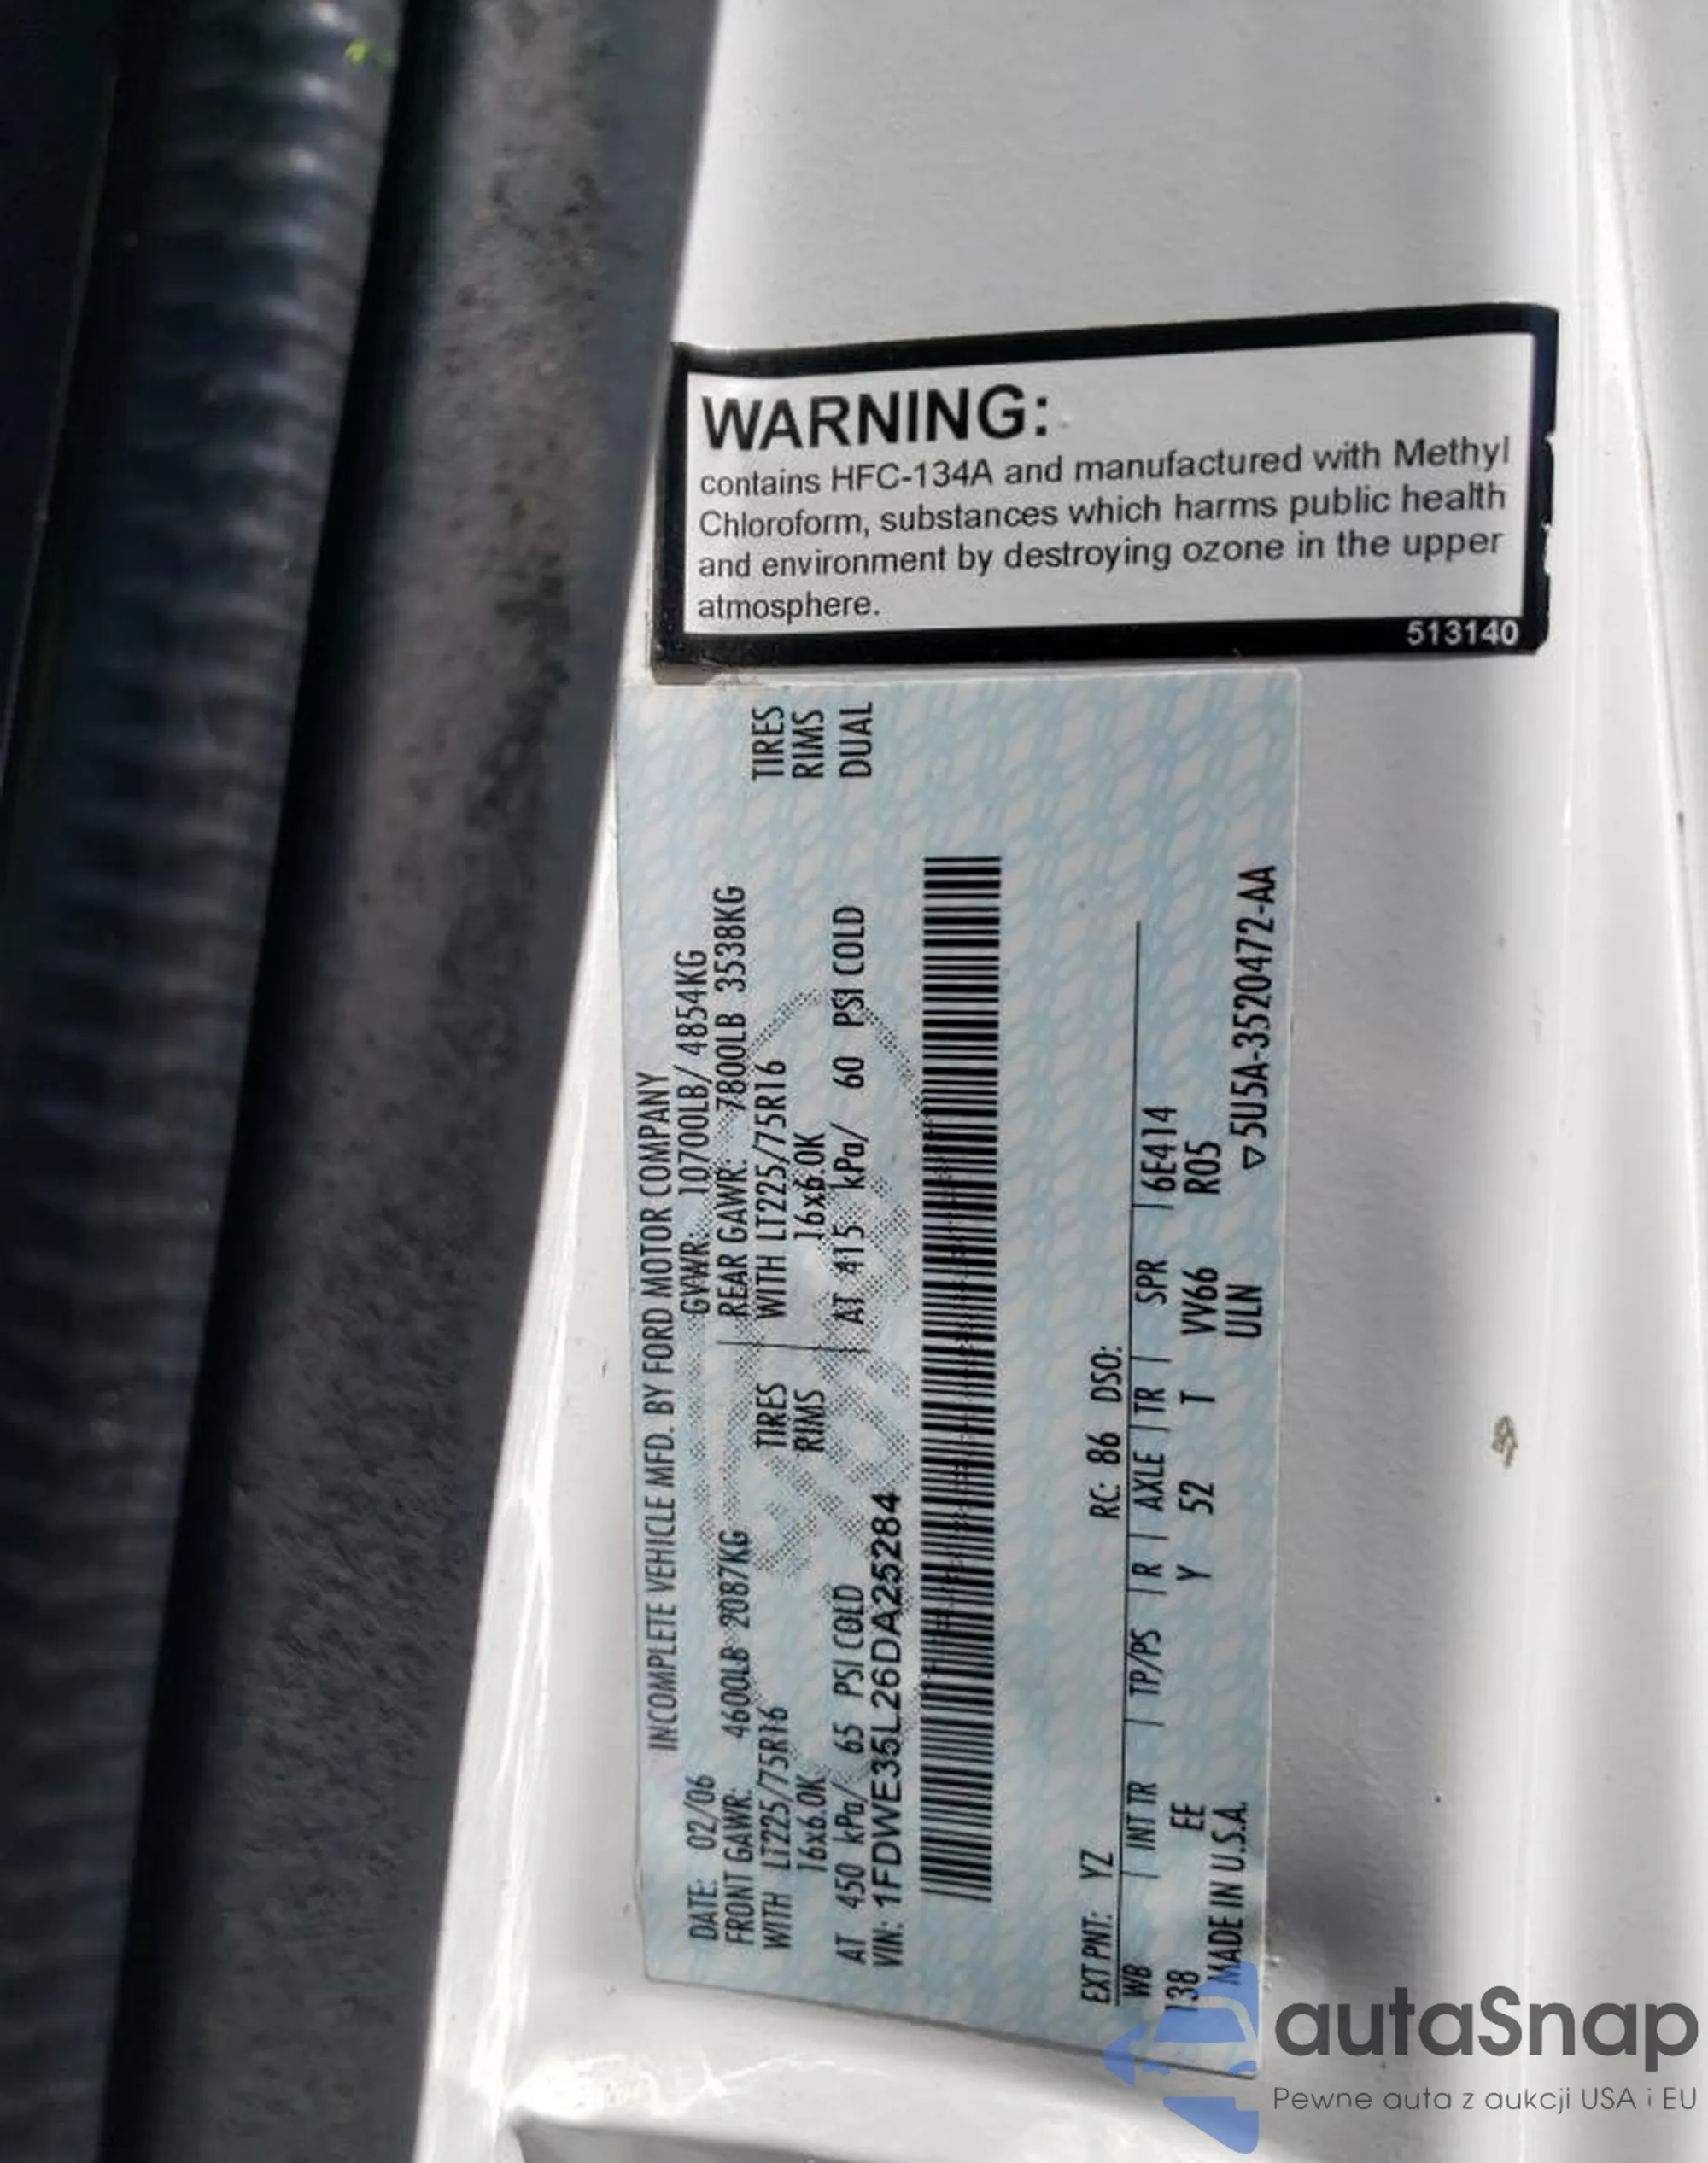 WARNING:
contains HFC-134A and manufactured with Methyl
Chloroform, substances which harms public health
and environment by destroying ozone in the upper
atmosphere.
513140
INCOMPLETE VEHICLE MFD. BY FORD MOTOR COMPANY
DATE: 02/06 GVWR: 10700LB/ 4854KG
FRONT GAWR: 4600LB 2087KG REAR GAWR: 7800LB 3538KG
WITH LT225/75R16 TIRES WITH LT225/75R16 TIRES
16x6.0K RIMS 16x6.0K RIMS
AT 450 kPa/ 65 PSI COLD AT 415 kPa/ 60 PSI COLD DUAL
VIN: 1FDWE35L26DA25284
EXT PNT: YZ RC: 86 DSO:
WB | INT TR | TP/PS | R | AXLE | TR | SPR | 6E414
138 EE Y 52 T VV66 R05
MADE IN U.S.A. ULN ▽5U5A-3520472-AA
autaSnap
Pewne auta z aukcji USA i EU